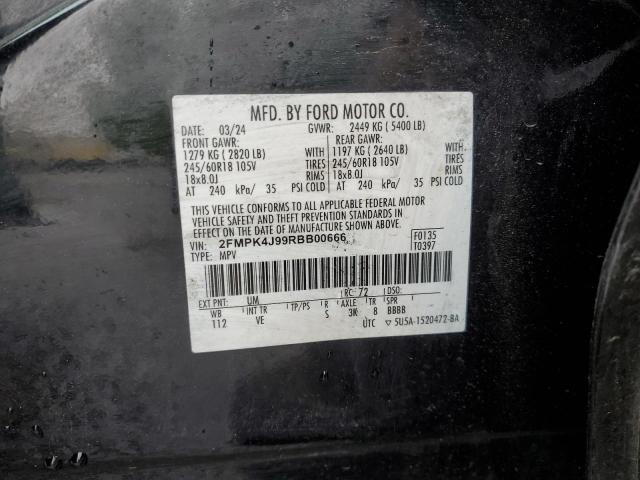 MFD. BY FORD MOTOR CO.
DATE: 03/24 GVWR: 2449 KG ( 5400 LB)
FRONT GAWR: REAR GAWR:
1279 KG ( 2820 LB) 1197 KG ( 2640 LB)
245/60R18 105V TIRES 245/60R18 105V TIRES
18x8.0J RIMS 18x8.0J RIMS
AT 240 kPa/ 35 PSI COLD AT 240 kPa/ 35 PSI COLD
THIS VEHICLE CONFORMS TO ALL APPLICABLE FEDERAL MOTOR
VEHICLE SAFETY AND THEFT PREVENTION STANDARDS IN
EFFECT ON THE DATE OF MANUFACTURE SHOWN ABOVE.
VIN: 2FMPK4J99RBB00666 F0135
TYPE: MPV T0397
EXT PNT: UM RC: 72 DSO:
WB INT TR TP/PS R AXLE TR SPR
112 VE S 3K 8 BBBB
UTC ▽ 5U5A-1520472-BA